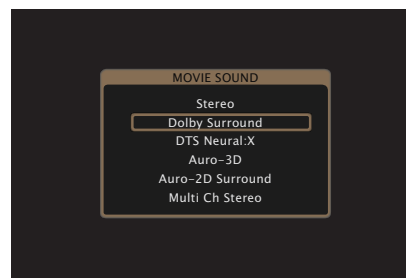 MOVIE SOUND
Stereo
Dolby Surround
DTS Neural:X
Auro-3D
Auro-2D Surround
Multi Ch Stereo